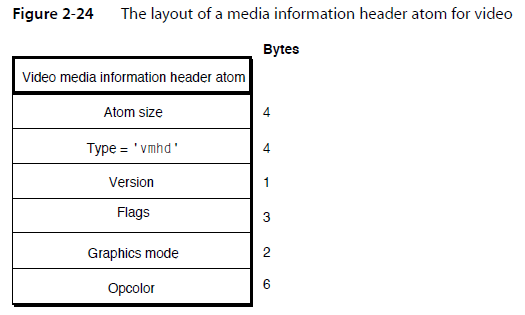 Figure 2-24 The layout of a media information header atom for video
Bytes
Video media information header atom
Atom size 4
Type = 'vmhd' 4
Version 1
Flags 3
Graphics mode 2
Opcolor 6